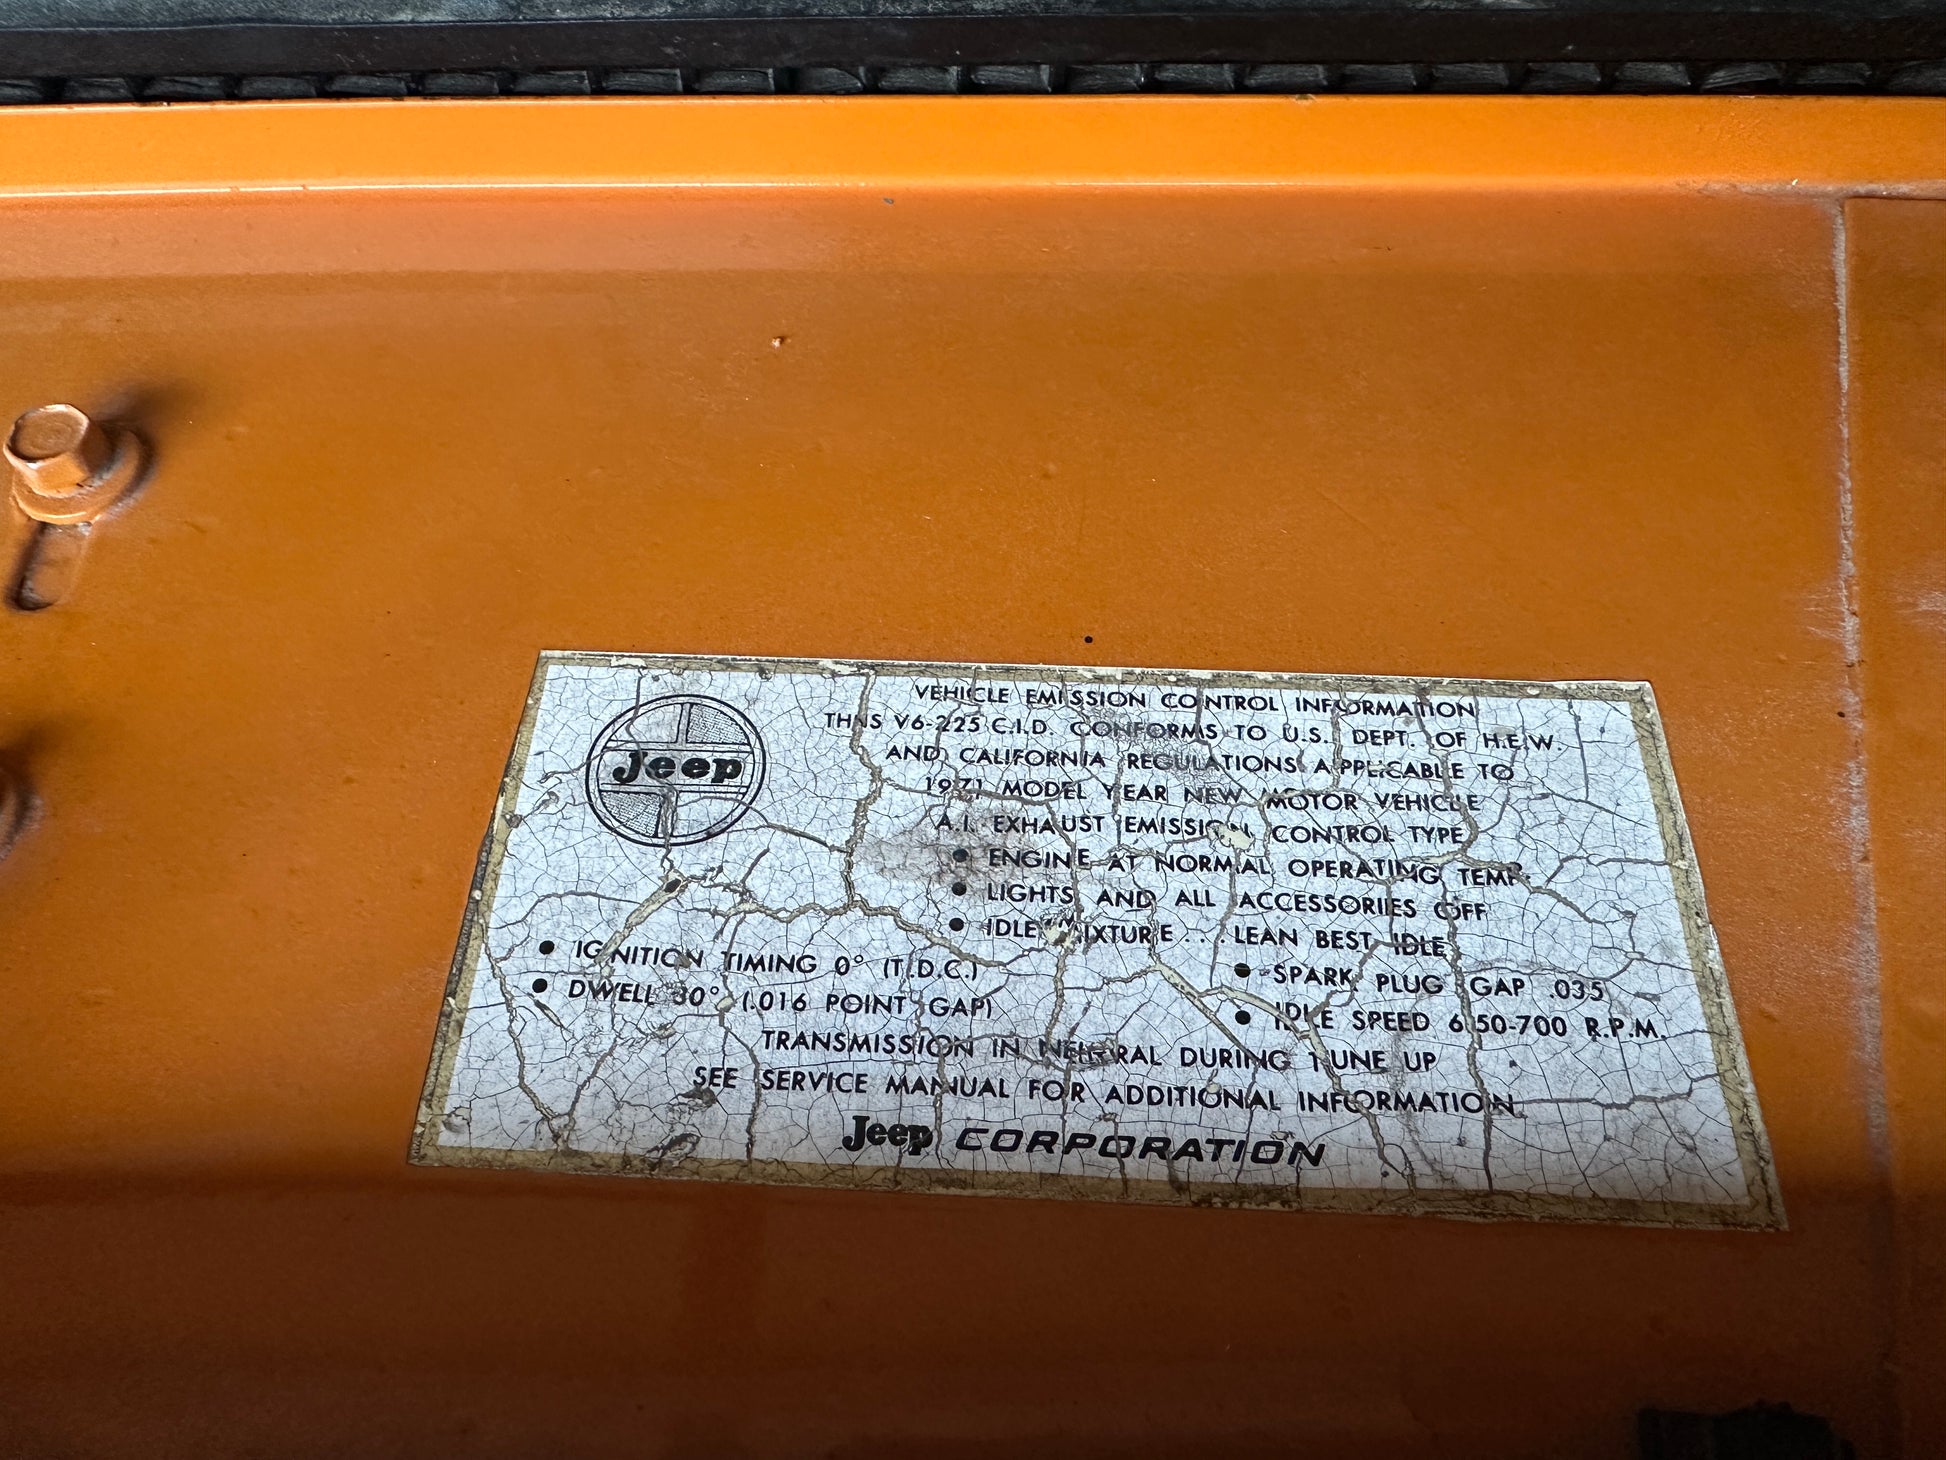 Jeep
VEHICLE EMISSION CONTROL INFORMATION
THIS V6-225 C.I.D. CONFORMS TO U.S. DEPT. OF H.E.W.
AND CALIFORNIA REGULATIONS APPLICABLE TO
1971 MODEL YEAR NEW MOTOR VEHICLE
A.I. EXHAUST EMISSION CONTROL TYPE
• ENGINE AT NORMAL OPERATING TEMP.
• LIGHTS AND ALL ACCESSORIES OFF
• IDLE MIXTURE . . . LEAN BEST IDLE
• IGNITION TIMING 0° (T.D.C.)
• DWELL 30° (.016 POINT GAP)
• SPARK PLUG GAP .035
• IDLE SPEED 650-700 R.P.M.
TRANSMISSION IN NEUTRAL DURING TUNE UP
SEE SERVICE MANUAL FOR ADDITIONAL INFORMATION
Jeep CORPORATION